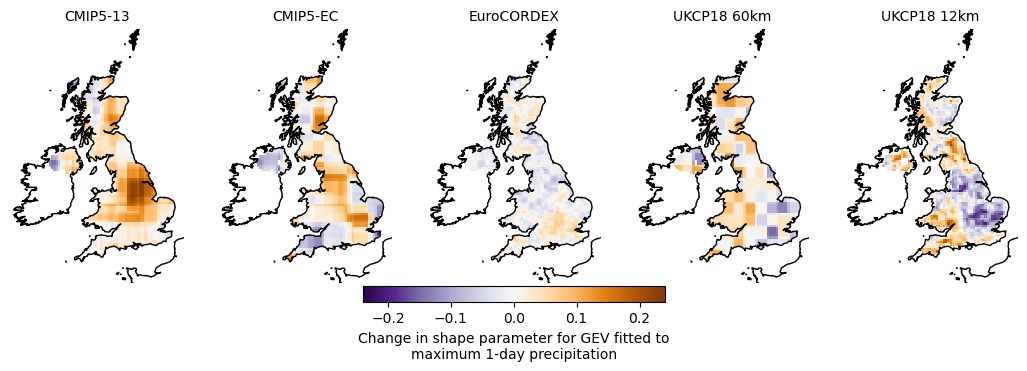 CMIP5-13 CMIP5-EC EuroCORDEX UKCP18 60km UKCP18 12km
−0.2 −0.1 0.0 0.1 0.2
Change in shape parameter for GEV fitted to
maximum 1-day precipitation